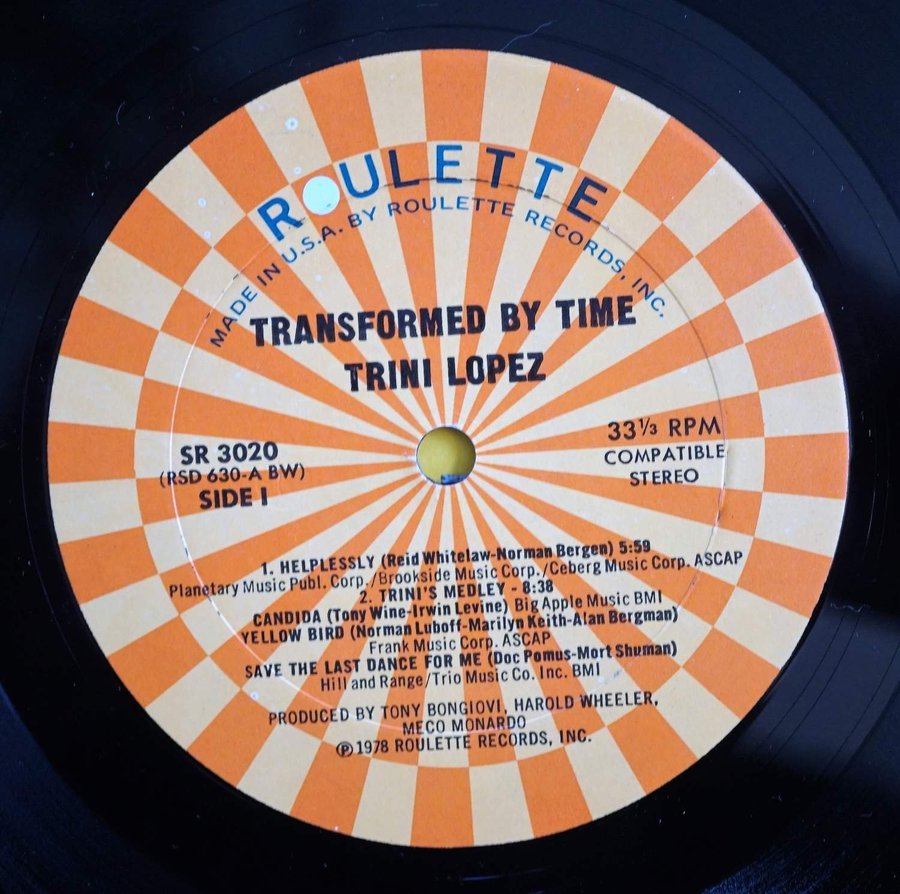 ROULETTE
MADE IN U.S.A. BY ROULETTE RECORDS, INC.
TRANSFORMED BY TIME
TRINI LOPEZ
SR 3020
(RSD 630-A BW)
SIDE I
33⅓ RPM
COMPATIBLE
STEREO
1. HELPLESSLY (Reid Whitelaw-Norman Bergen) 5:59
Planetary Music Publ. Corp./Brookside Music Corp./Ceberg Music Corp. ASCAP
2. TRINI'S MEDLEY - 8:38
CANDIDA (Tony Wine-Irwin Levine) Big Apple Music BMI
YELLOW BIRD (Norman Luboff-Marilyn Keith-Alan Bergman)
Frank Music Corp. ASCAP
SAVE THE LAST DANCE FOR ME (Doc Pomus-Mort Shuman)
Hill and Range/Trio Music Co. Inc. BMI
PRODUCED BY TONY BONGIOVI, HAROLD WHEELER,
MECO MONARDO
Ⓟ 1978 ROULETTE RECORDS, INC.